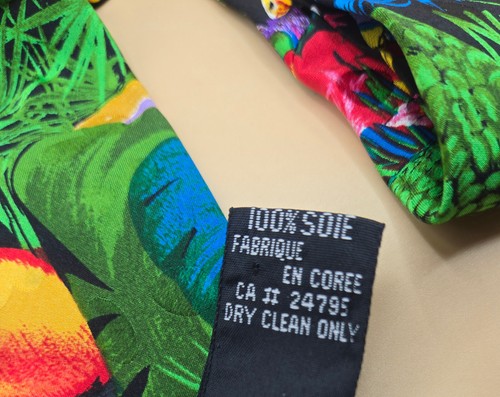 100% SOIE
FABRIQUE
EN COREE
CA # 24795
DRY CLEAN ONLY